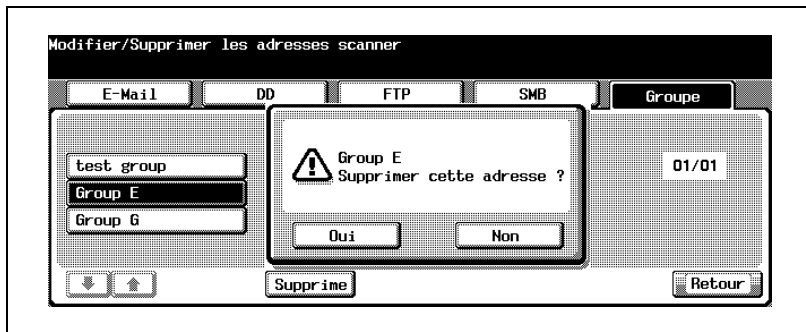 Modifier/Supprimer les adresses scanner
E-Mail DD FTP SMB Groupe
test group
Group E
Group G
Group E
Supprimer cette adresse ?
01/01
Oui Non
Supprime Retour